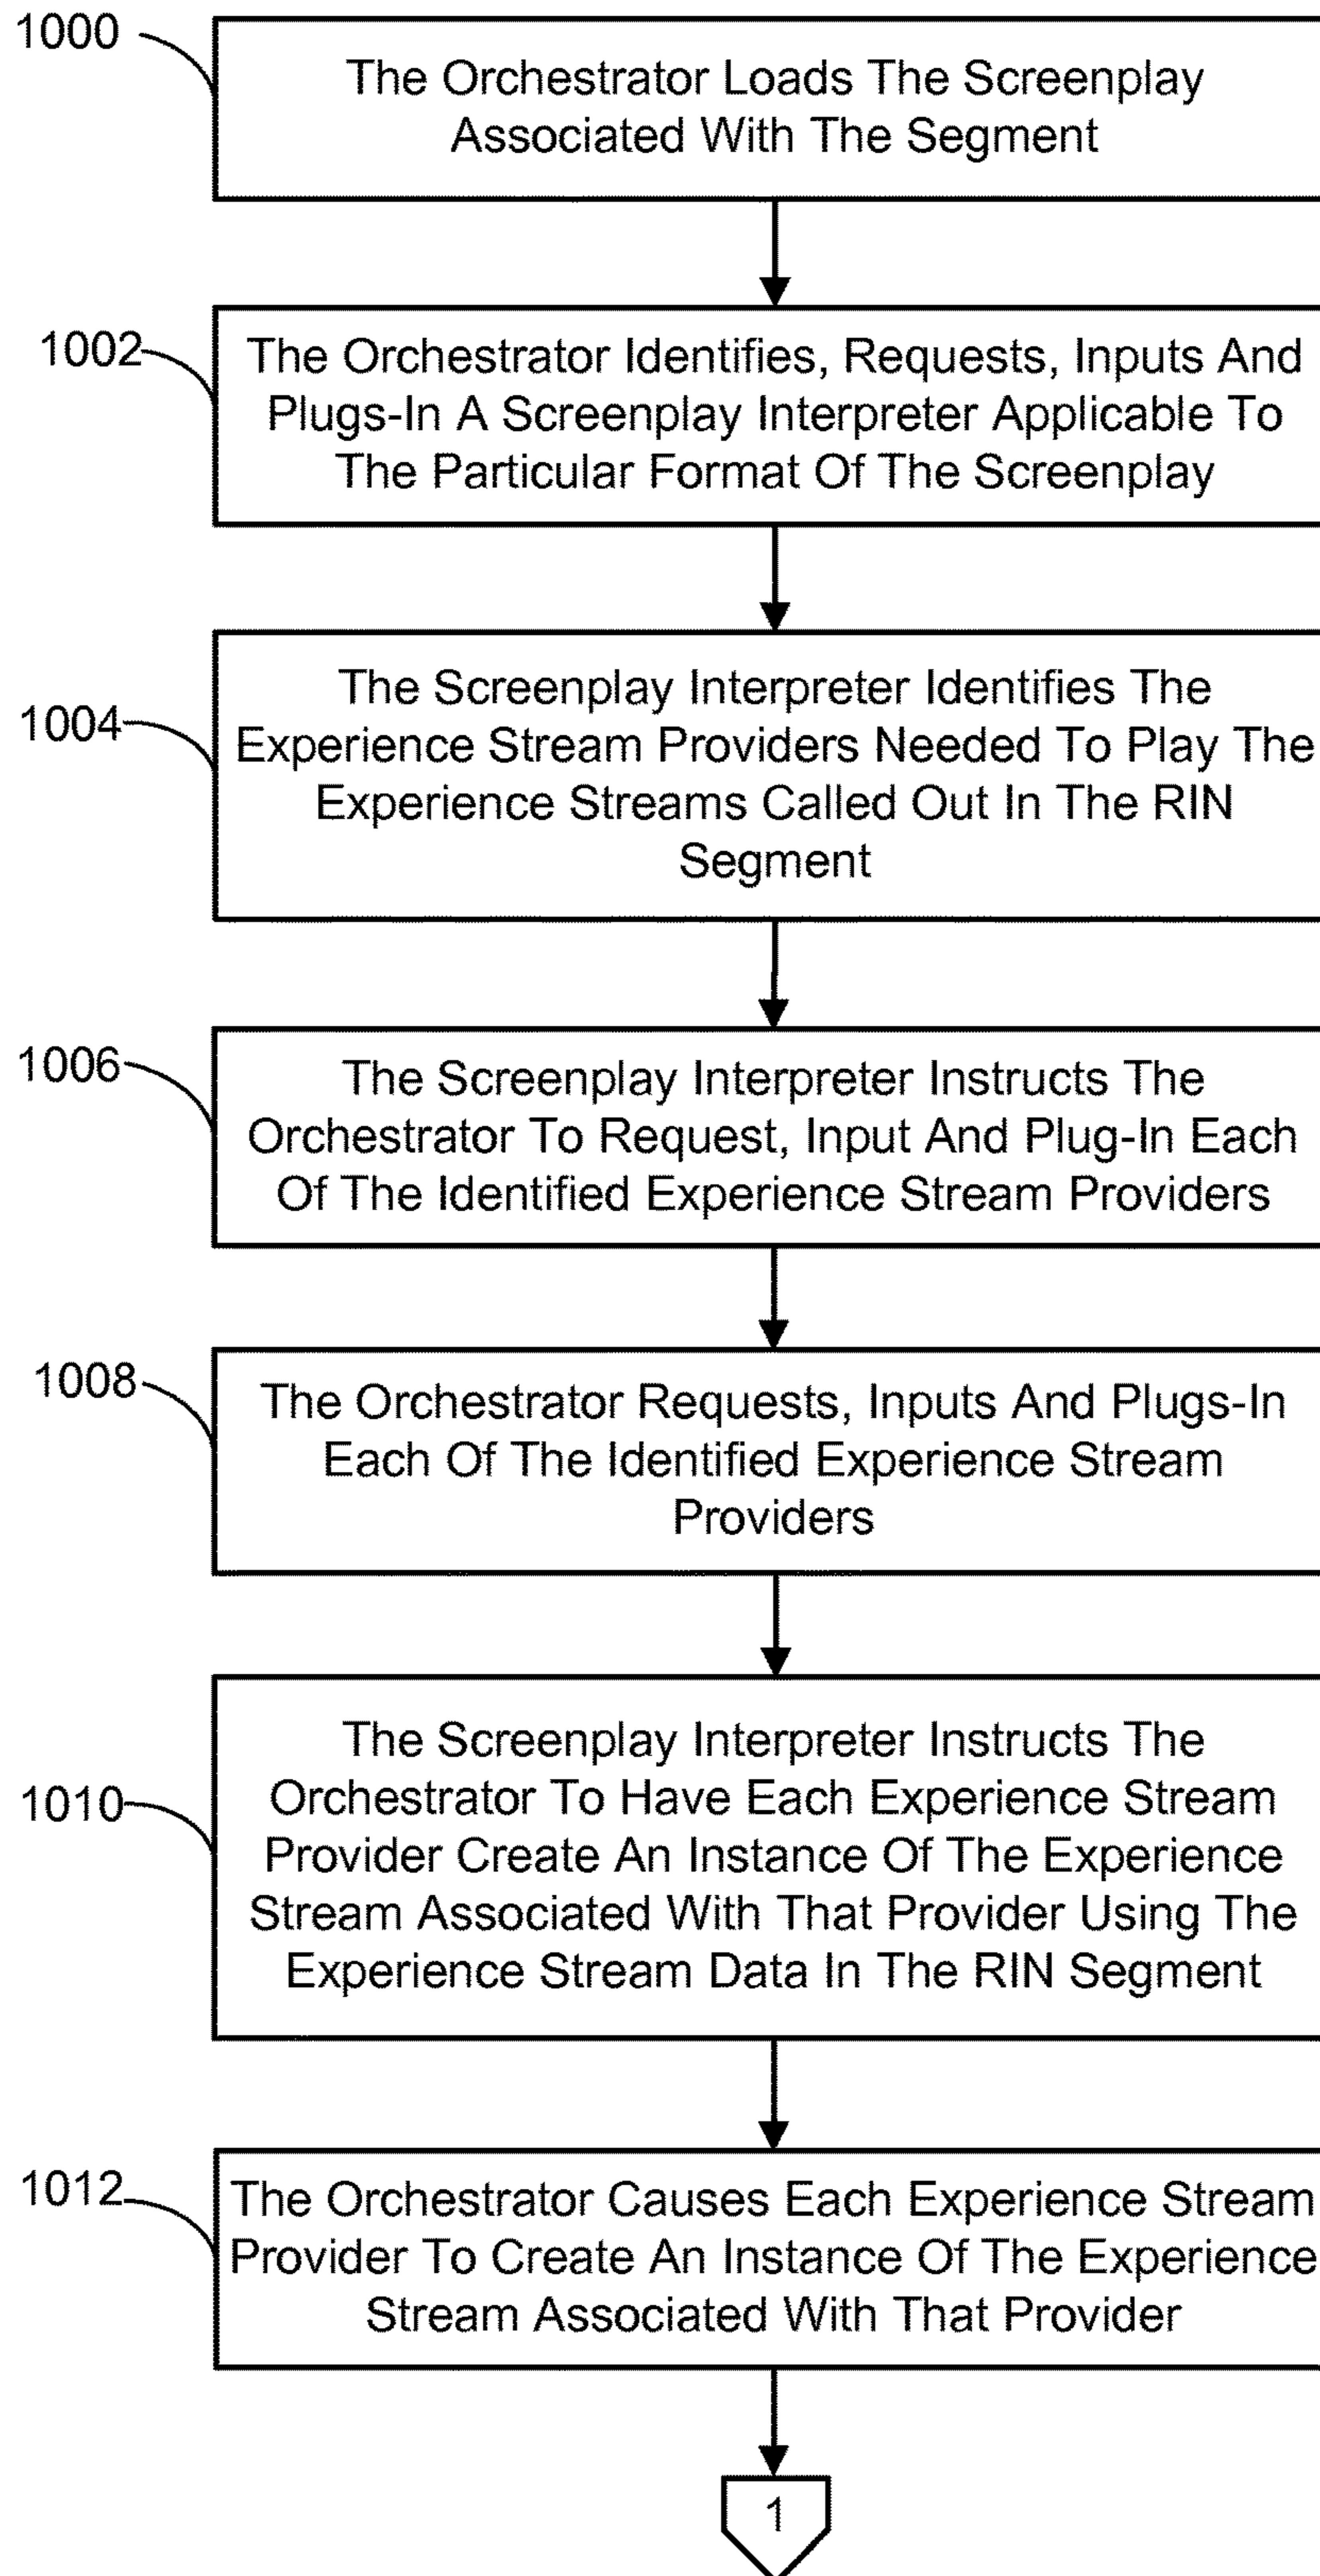 1000
The Orchestrator Loads The Screenplay
Associated With The Segment
1002
The Orchestrator Identifies, Requests, Inputs And
Plugs-In A Screenplay Interpreter Applicable To
The Particular Format Of The Screenplay
1004
The Screenplay Interpreter Identifies The
Experience Stream Providers Needed To Play The
Experience Streams Called Out In The RIN
Segment
1006
The Screenplay Interpreter Instructs The
Orchestrator To Request, Input And Plug-In Each
Of The Identified Experience Stream Providers
1008
The Orchestrator Requests, Inputs And Plugs-In
Each Of The Identified Experience Stream
Providers
1010
The Screenplay Interpreter Instructs The
Orchestrator To Have Each Experience Stream
Provider Create An Instance Of The Experience
Stream Associated With That Provider Using The
Experience Stream Data In The RIN Segment
1012
The Orchestrator Causes Each Experience Stream
Provider To Create An Instance Of The Experience
Stream Associated With That Provider
1